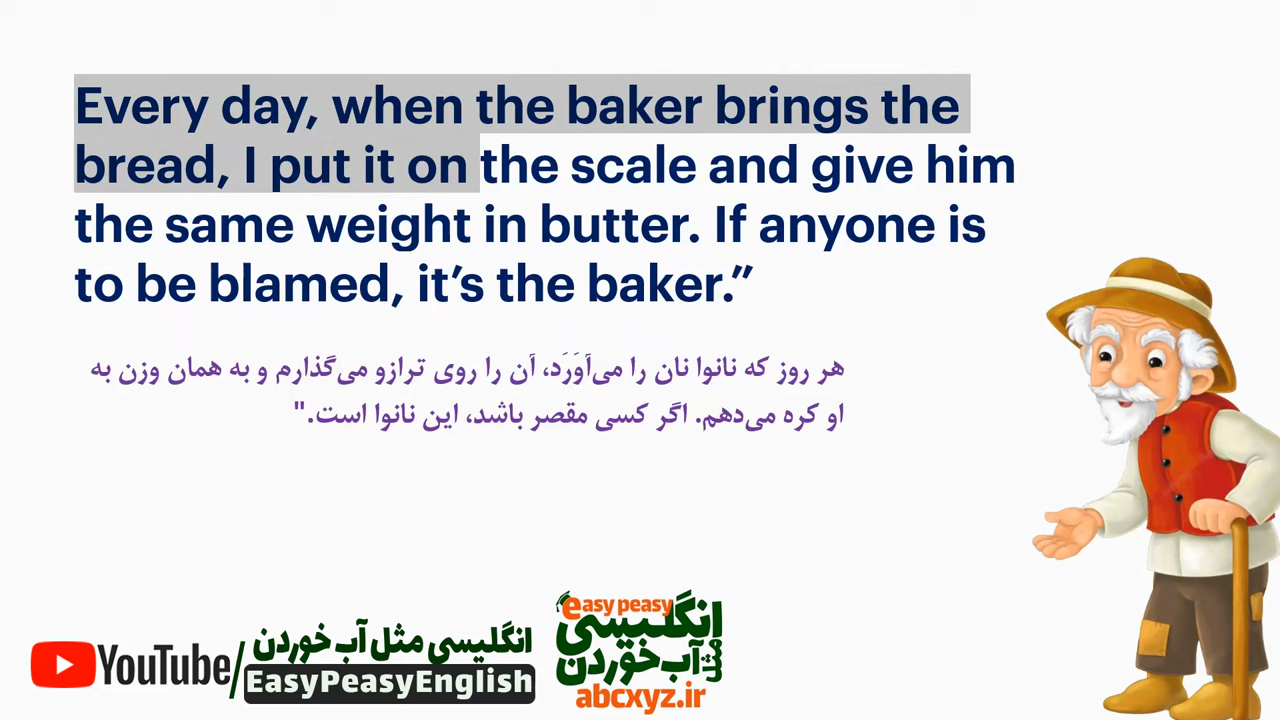 Every day, when the baker brings the
bread, I put it on the scale and give him
the same weight in butter. If anyone is
to be blamed, it’s the baker.”
هر روز که نانوا نان را می‌آوَرَد، آن را روی ترازو می‌گذارم و به همان وزن به
او کره می‌دهم. اگر کسی مقصر باشد، این نانوا است."
YouTube/
انگلیسی مثل آب خوردن
EasyPeasyEnglish
easy peasy
انگلیسی
مثل
آب خوردن
abcxyz.ir